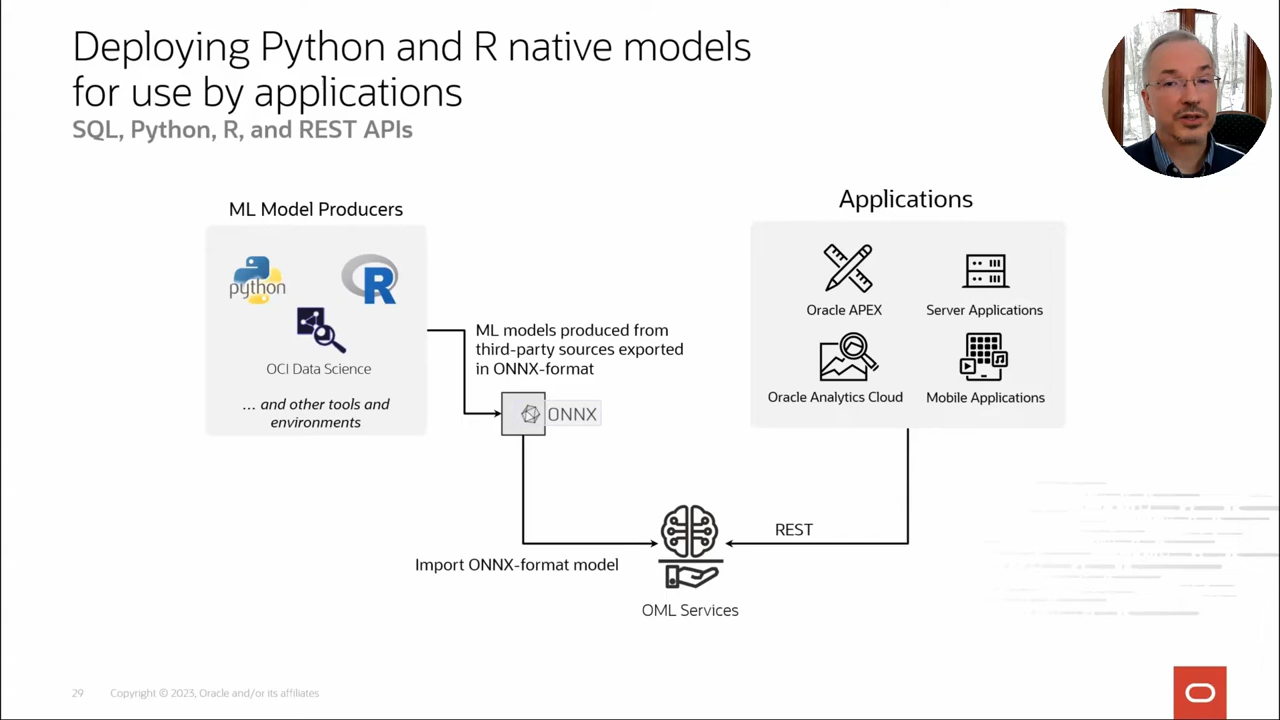 Deploying Python and R native models
for use by applications
SQL, Python, R, and REST APIs
ML Model Producers
python
R
OCI Data Science
... and other tools and
environments
ML models produced from
third-party sources exported
in ONNX-format
ONNX
Import ONNX-format model
OML Services
REST
Applications
Oracle APEX
Server Applications
Oracle Analytics Cloud
Mobile Applications
29
Copyright © 2023, Oracle and/or its affiliates